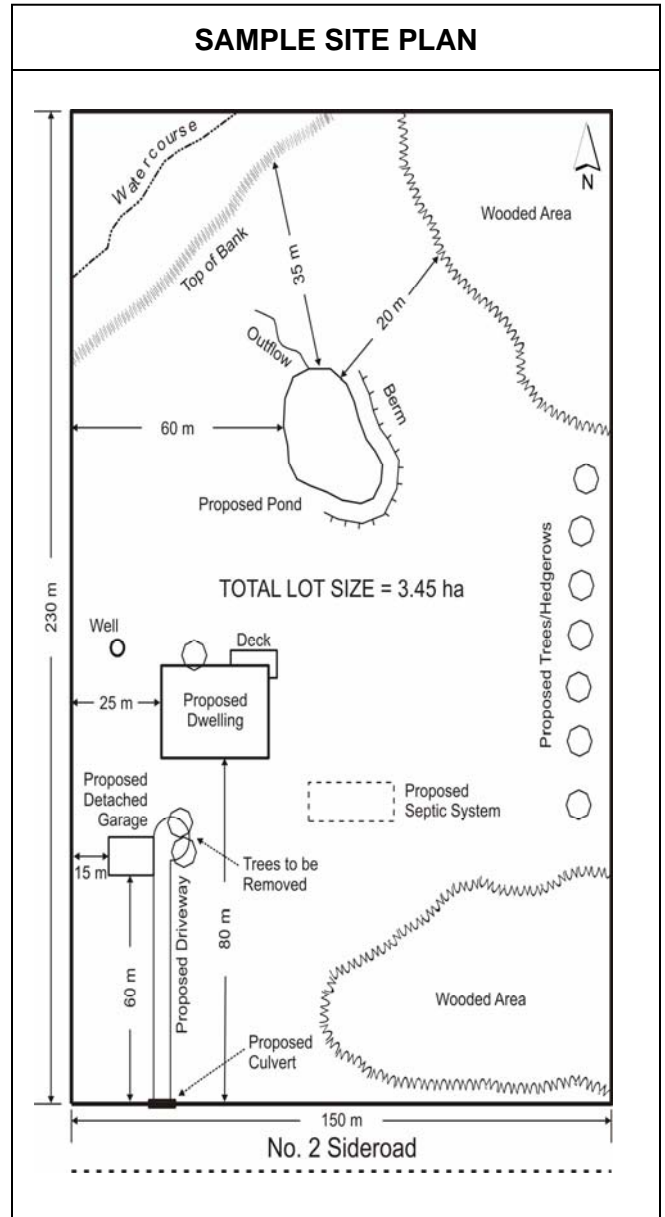 SAMPLE SITE PLAN
Watercourse
Top of Bank
N
Wooded Area
35 m
20 m
Outflow
Berm
60 m
Proposed Pond
230 m
TOTAL LOT SIZE = 3.45 ha
Proposed Trees/Hedgerows
Well
Deck
25 m
Proposed
Dwelling
Proposed
Detached
Garage
Proposed
Septic System
15 m
Trees to be
Removed
80 m
60 m
Proposed Driveway
Wooded Area
Proposed
Culvert
150 m
No. 2 Sideroad